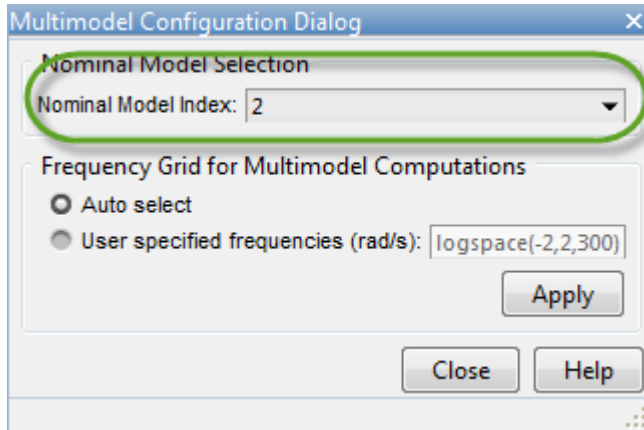 Multimodel Configuration Dialog
Nominal Model Selection
Nominal Model Index: 2
Frequency Grid for Multimodel Computations
Auto select
User specified frequencies (rad/s): logspace(-2,2,300)
Apply
Close Help